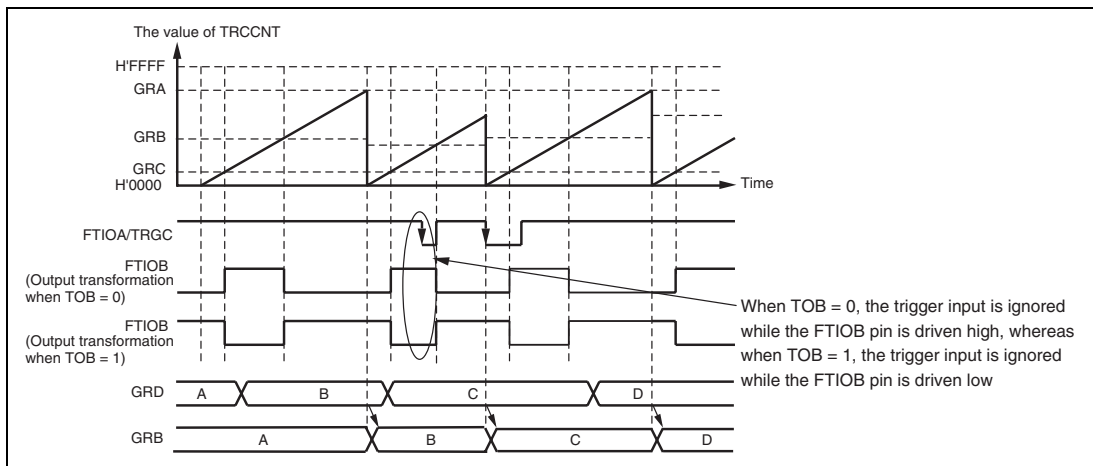 The value of TRCCNT
H'FFFF
GRA
GRB
GRC
H'0000
Time
FTIOA/TRGC
FTIOB
(Output transformation
when TOB = 0)
FTIOB
(Output transformation
when TOB = 1)
When TOB = 0, the trigger input is ignored
while the FTIOB pin is driven high, whereas
when TOB = 1, the trigger input is ignored
while the FTIOB pin is driven low
GRD A B C D
GRB A B C D